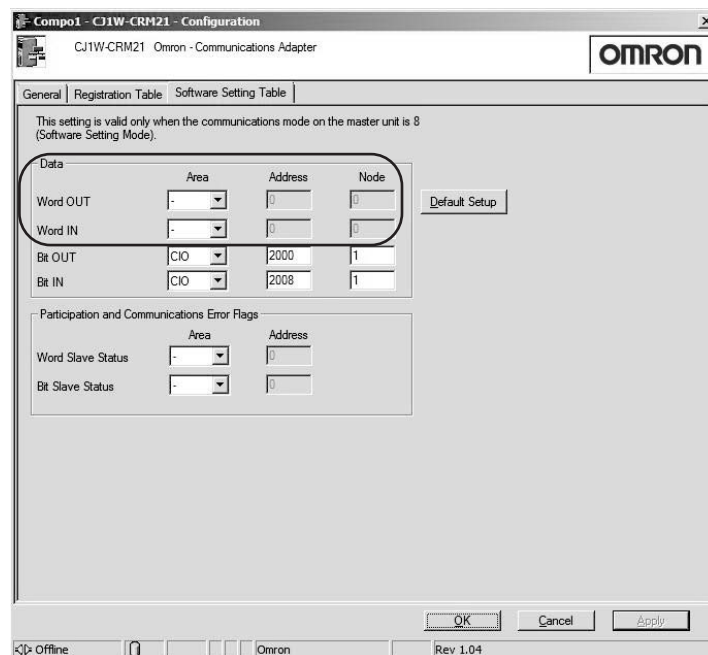 Compo1 - CJ1W-CRM21 - Configuration
CJ1W-CRM21 Omron - Communications Adapter
OMRON
General Registration Table Software Setting Table
This setting is valid only when the communications mode on the master unit is 8
(Software Setting Mode).
Data
Area Address Node
Word OUT - 0 0
Default Setup
Word IN - 0 0
Bit OUT CIO 2000 1
Bit IN CIO 2008 1
Participation and Communications Error Flags
Area Address
Word Slave Status - 0
Bit Slave Status - 0
OK Cancel Apply
Offline Omron Rev 1.04